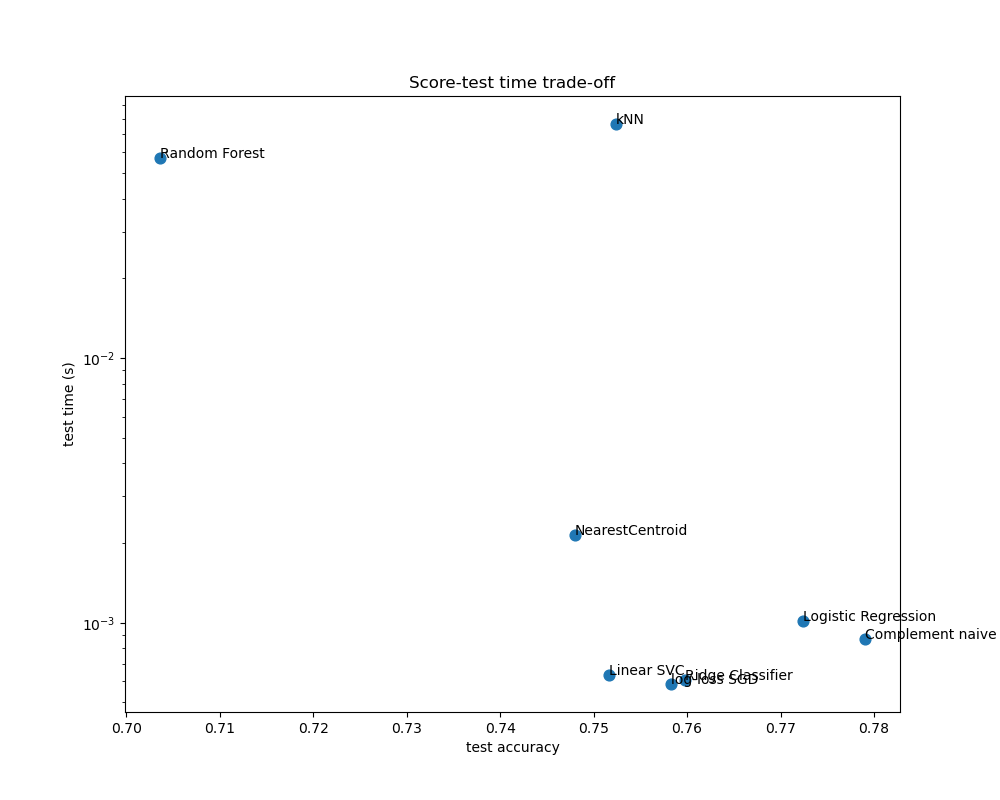 Score-test time trade-off
kNN
Random Forest
10⁻²
test time (s)
NearestCentroid
10⁻³
Logistic Regression
Complement naive
Linear SVC
Ridge Classifier
log-loss SGD
0.70 0.71 0.72 0.73 0.74 0.75 0.76 0.77 0.78
test accuracy